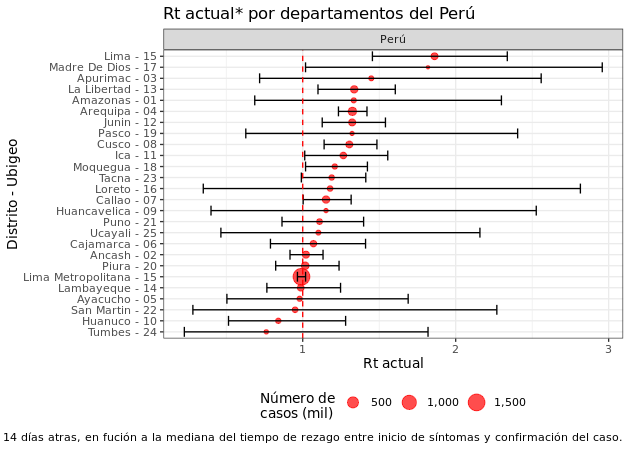 Rt actual* por departamentos del Perú
Perú
Distrito - Ubigeo
Lima - 15
Madre De Dios - 17
Apurimac - 03
La Libertad - 13
Amazonas - 01
Arequipa - 04
Junin - 12
Pasco - 19
Cusco - 08
Ica - 11
Moquegua - 18
Tacna - 23
Loreto - 16
Callao - 07
Huancavelica - 09
Puno - 21
Ucayali - 25
Cajamarca - 06
Ancash - 02
Piura - 20
Lima Metropolitana - 15
Lambayeque - 14
Ayacucho - 05
San Martin - 22
Huanuco - 10
Tumbes - 24
1 2 3
Rt actual
Número de
casos (mil)
500 1,000 1,500
14 días atras, en fución a la mediana del tiempo de rezago entre inicio de síntomas y confirmación del caso.